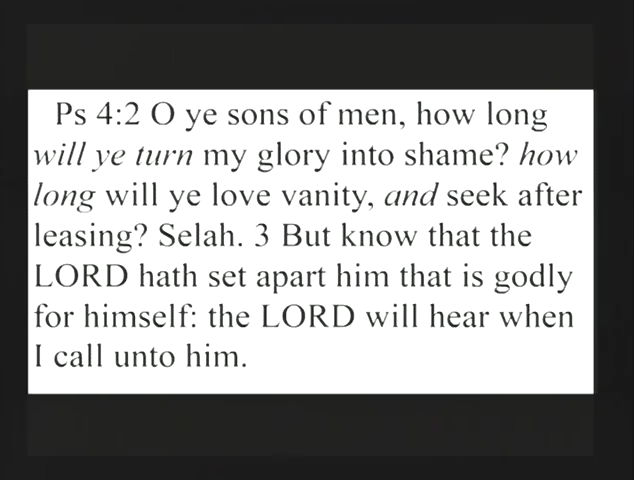 Ps 4:2 O ye sons of men, how long
will ye turn my glory into shame? how
long will ye love vanity, and seek after
leasing? Selah. 3 But know that the
LORD hath set apart him that is godly
for himself: the LORD will hear when
I call unto him.